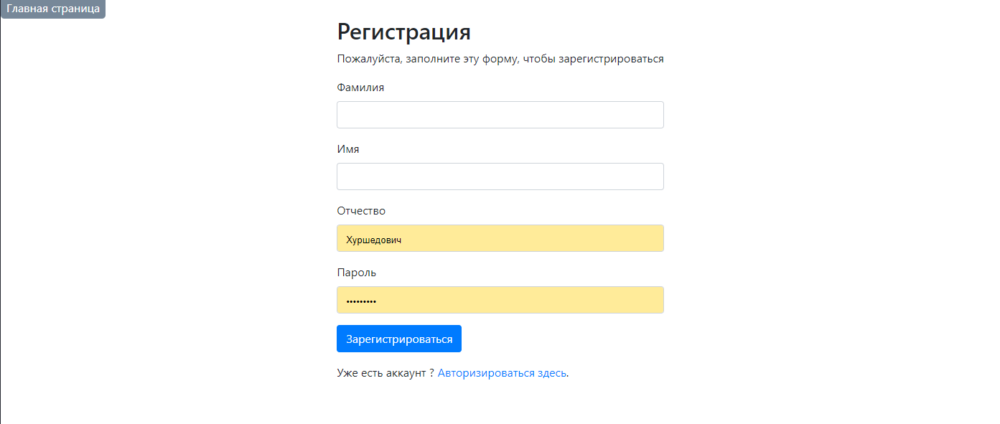 Главная страница
Регистрация
Пожалуйста, заполните эту форму, чтобы зарегистрироваться
Фамилия
Имя
Отчество
Хуршедович
Пароль
•••••••••
Зарегистрироваться
Уже есть аккаунт ? Авторизироваться здесь.